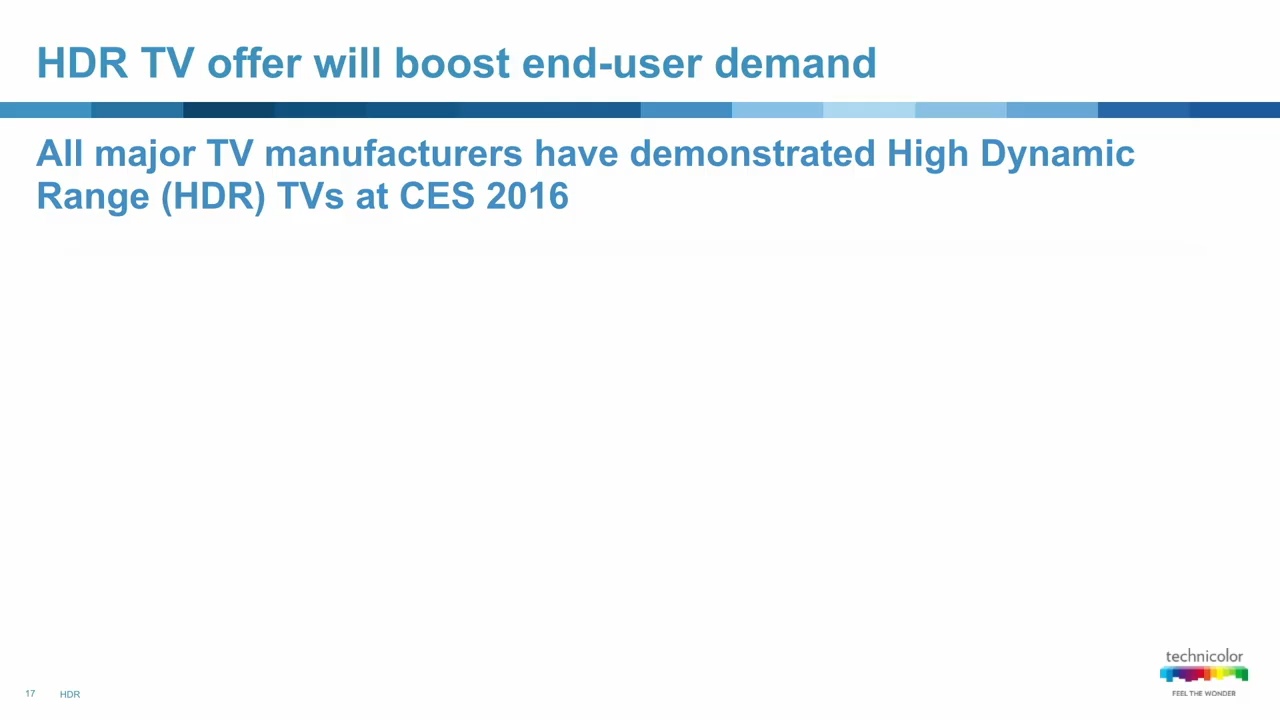 HDR TV offer will boost end-user demand
All major TV manufacturers have demonstrated High Dynamic
Range (HDR) TVs at CES 2016
technicolor
FEEL THE WONDER
17 HDR